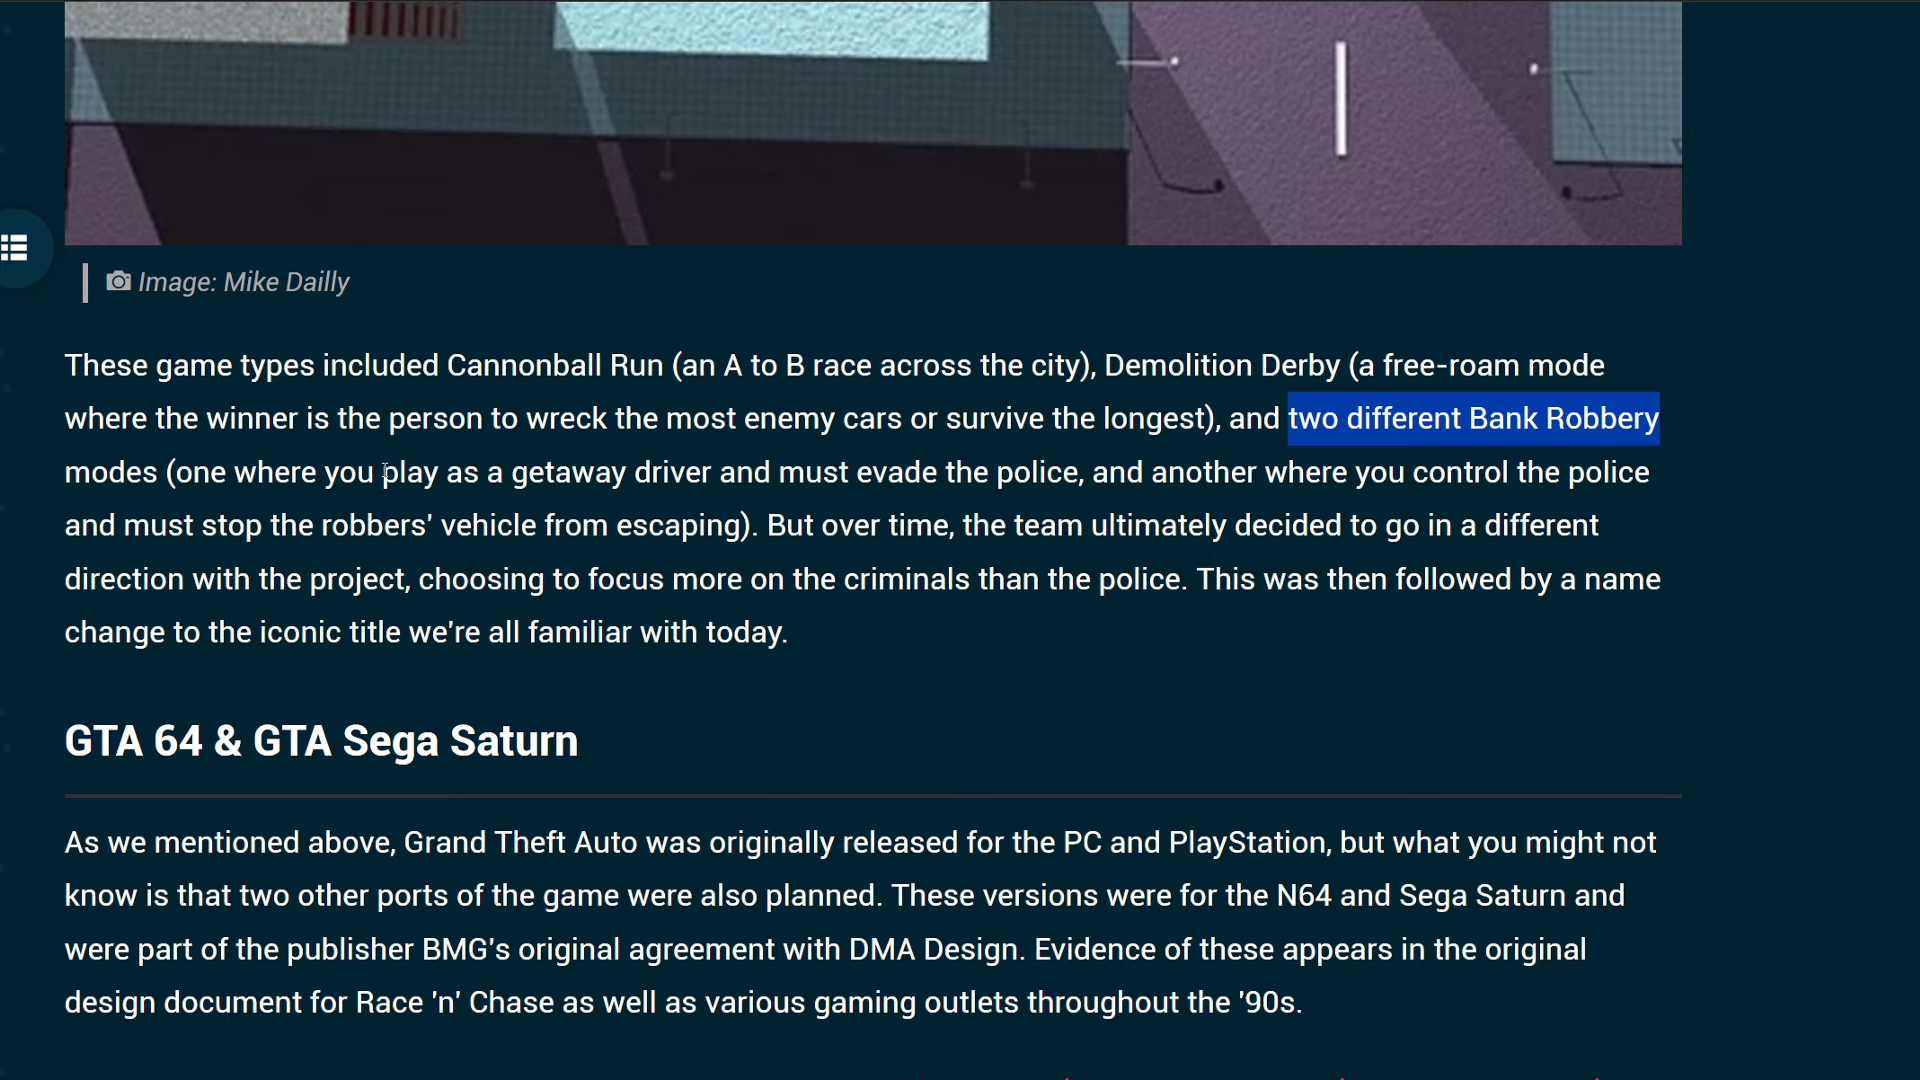 Image: Mike Dailly
These game types included Cannonball Run (an A to B race across the city), Demolition Derby (a free-roam mode
where the winner is the person to wreck the most enemy cars or survive the longest), and two different Bank Robbery
modes (one where you play as a getaway driver and must evade the police, and another where you control the police
and must stop the robbers' vehicle from escaping). But over time, the team ultimately decided to go in a different
direction with the project, choosing to focus more on the criminals than the police. This was then followed by a name
change to the iconic title we're all familiar with today.
GTA 64 & GTA Sega Saturn
As we mentioned above, Grand Theft Auto was originally released for the PC and PlayStation, but what you might not
know is that two other ports of the game were also planned. These versions were for the N64 and Sega Saturn and
were part of the publisher BMG's original agreement with DMA Design. Evidence of these appears in the original
design document for Race 'n' Chase as well as various gaming outlets throughout the '90s.